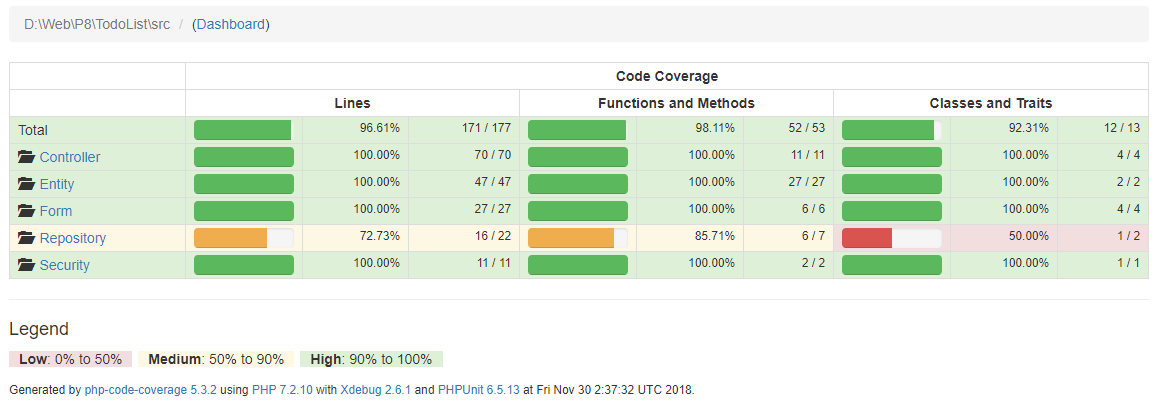 D:\Web\P8\TodoList\src / (Dashboard)
Code Coverage
Lines Functions and Methods Classes and Traits
Total 96.61% 171 / 177 98.11% 52 / 53 92.31% 12 / 13
Controller 100.00% 70 / 70 100.00% 11 / 11 100.00% 4 / 4
Entity 100.00% 47 / 47 100.00% 27 / 27 100.00% 2 / 2
Form 100.00% 27 / 27 100.00% 6 / 6 100.00% 4 / 4
Repository 72.73% 16 / 22 85.71% 6 / 7 50.00% 1 / 2
Security 100.00% 11 / 11 100.00% 2 / 2 100.00% 1 / 1
Legend
Low: 0% to 50% Medium: 50% to 90% High: 90% to 100%
Generated by php-code-coverage 5.3.2 using PHP 7.2.10 with Xdebug 2.6.1 and PHPUnit 6.5.13 at Fri Nov 30 2:37:32 UTC 2018.